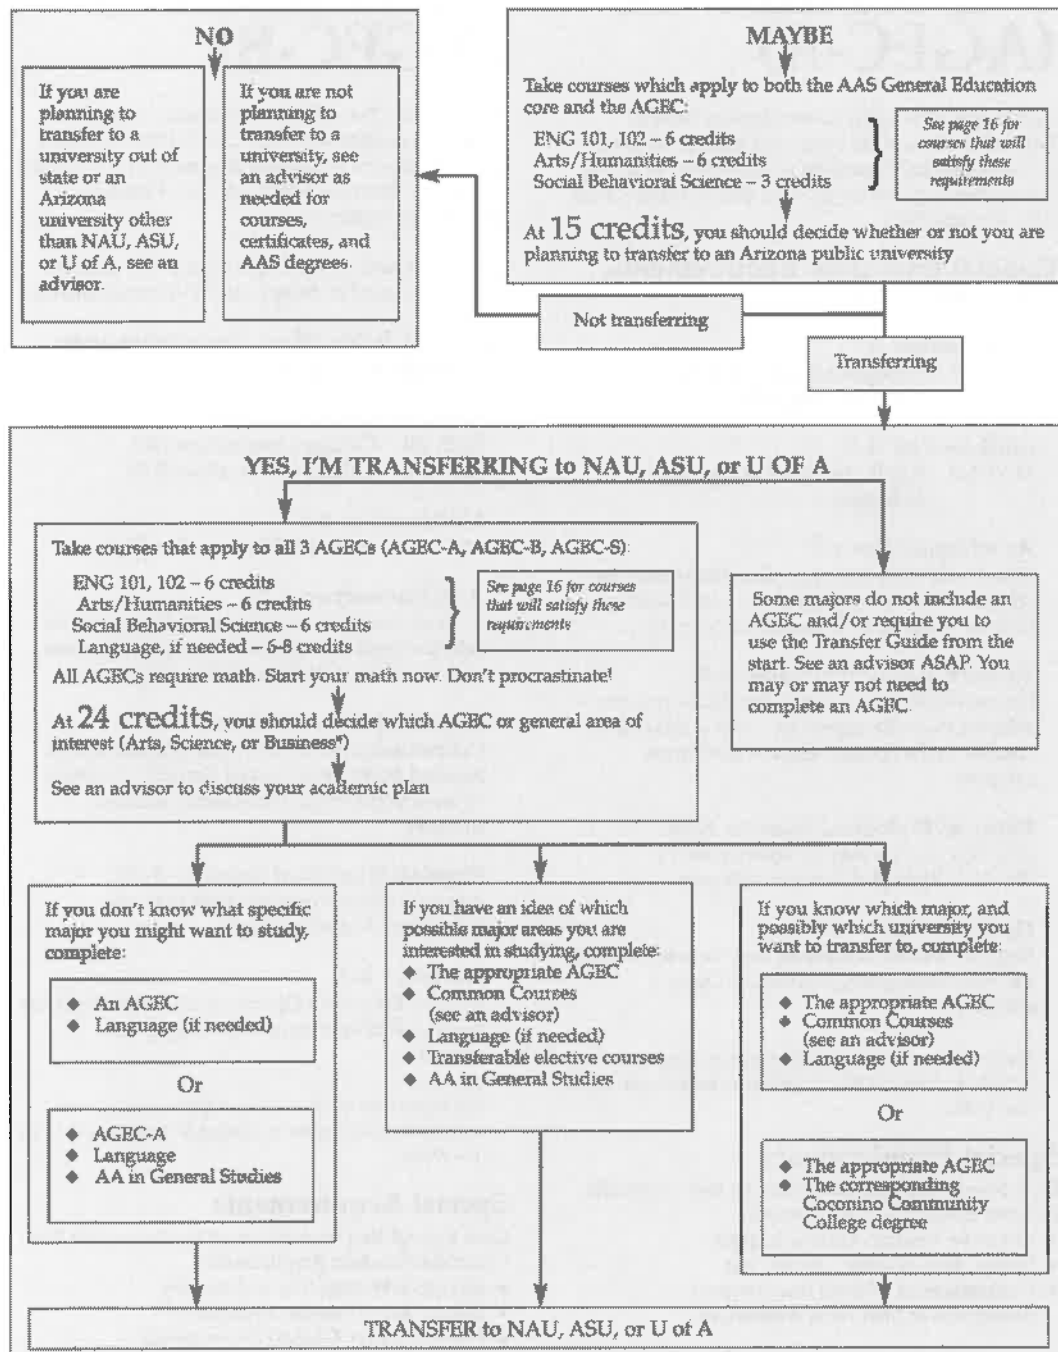 NO
If you are
planning to
transfer to a
university out of
state or an
Arizona
university other
than NAU, ASU,
or U of A, see an
advisor.
If you are not
planning to
transfer to a
university, see
an advisor as
needed for
courses,
certificates, and
AAS degrees.
MAYBE
Take courses which apply to both the AAS General Education
core and the AGEC:
ENG 101, 102 – 6 credits
Arts/Humanities – 6 credits
Social Behavioral Science – 3 credits
See page 16 for
courses that will
satisfy these
requirements
At 15 credits, you should decide whether or not you are
planning to transfer to an Arizona public university
Not transferring
Transferring
YES, I'M TRANSFERRING to NAU, ASU, or U OF A
Take courses that apply to all 3 AGECs (AGEC-A, AGEC-B, AGEC-S):
ENG 101, 102 – 6 credits
Arts/Humanities – 6 credits
Social Behavioral Science – 6 credits
Language, if needed – 6-8 credits
See page 16 for courses
that will satisfy these
requirements
All AGECs require math. Start your math now. Don't procrastinate!
At 24 credits, you should decide which AGEC or general area of
interest (Arts, Science, or Business*)
See an advisor to discuss your academic plan
Some majors do not include an
AGEC and/or require you to
use the Transfer Guide from the
start. See an advisor ASAP. You
may or may not need to
complete an AGEC.
If you don't know what specific
major you might want to study,
complete:
◆ An AGEC
◆ Language (if needed)
Or
◆ AGEC-A
◆ Language
◆ AA in General Studies
If you have an idea of which
possible major areas you are
interested in studying, complete:
◆ The appropriate AGEC
◆ Common Courses
(see an advisor)
◆ Language (if needed)
◆ Transferable elective courses
◆ AA in General Studies
If you know which major, and
possibly which university you
want to transfer to, complete:
◆ The appropriate AGEC
◆ Common Courses
(see an advisor)
◆ Language (if needed)
Or
◆ The appropriate AGEC
◆ The corresponding
Coconino Community
College degree
TRANSFER to NAU, ASU, or U of A